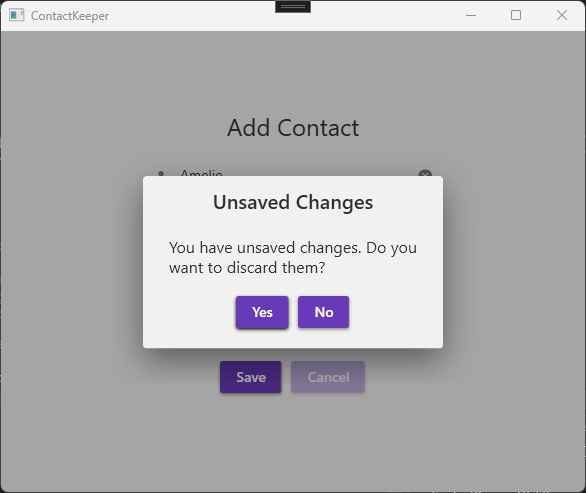 ContactKeeper
Add Contact
Amelie
Unsaved Changes
You have unsaved changes. Do you
want to discard them?
Yes No
Save Cancel